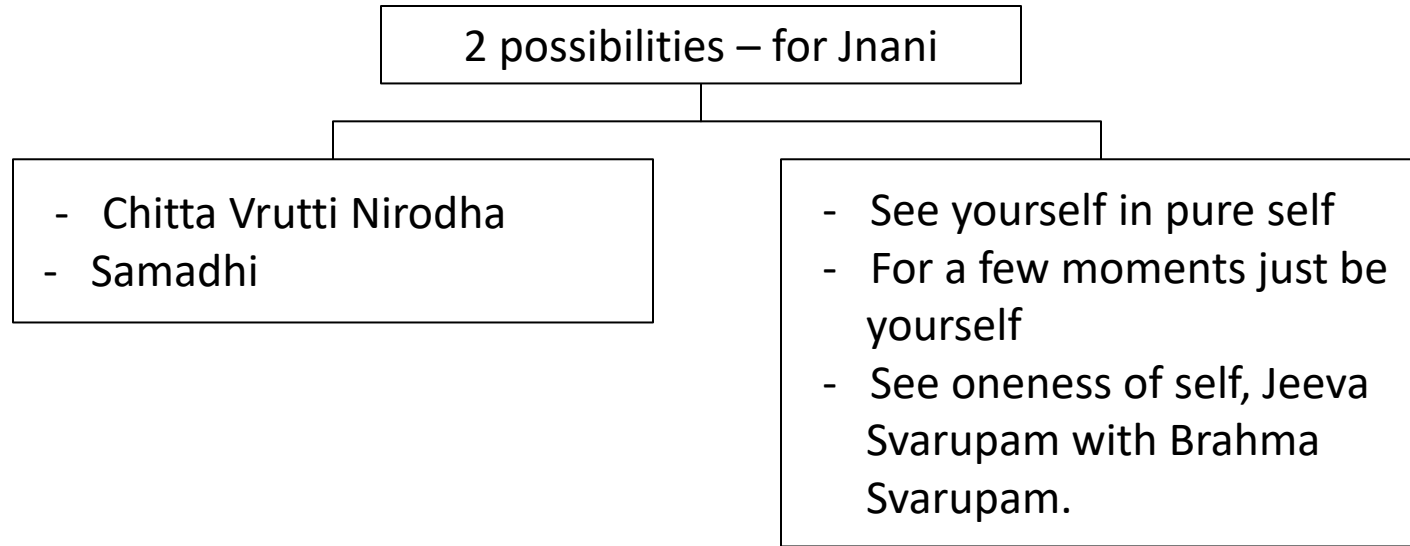 2 possibilities – for Jnani
- Chitta Vrutti Nirodha
- Samadhi
- See yourself in pure self
- For a few moments just be
yourself
- See oneness of self, Jeeva
Svarupam with Brahma
Svarupam.